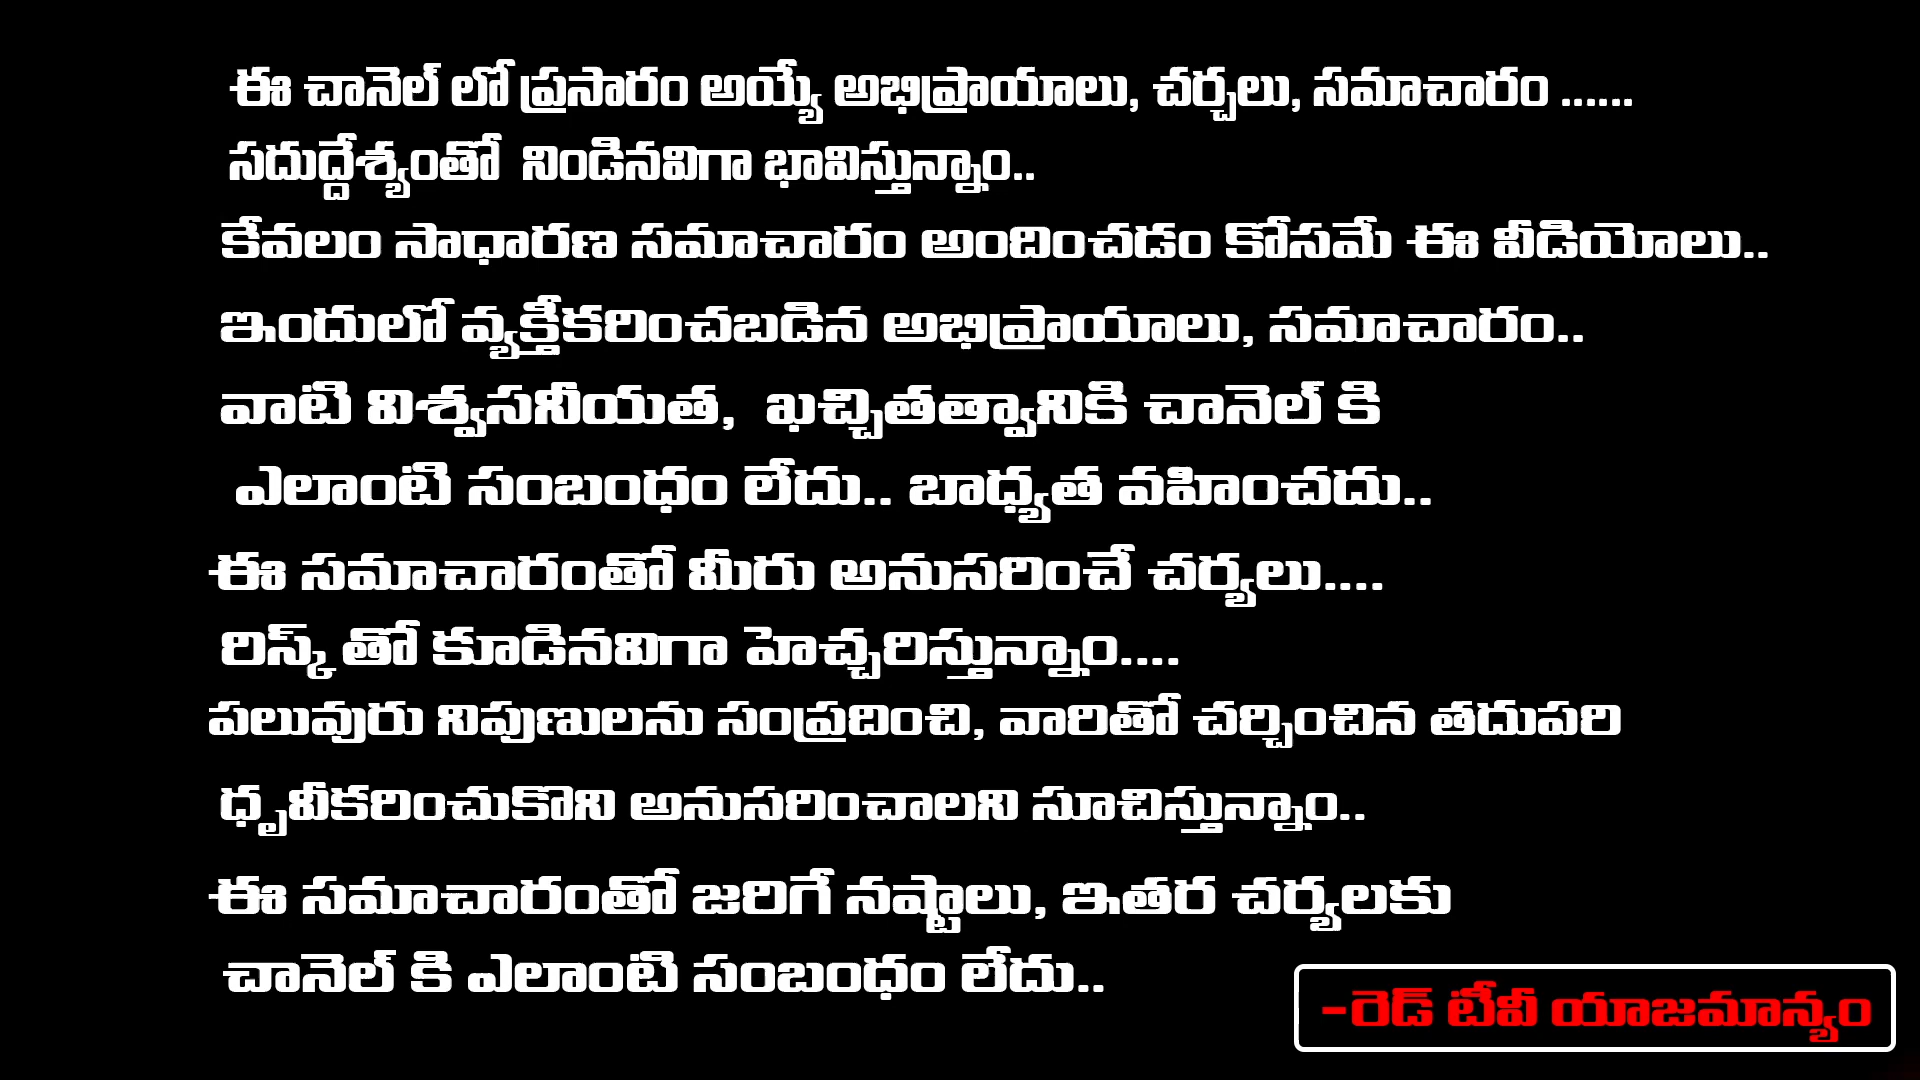 ఈ చానెల్ లో ప్రసారం అయ్యే అభిప్రాయాలు, చర్చలు, సమాచారం ......
సదుద్దేశ్యంతో నిండినవిగా భావిస్తున్నాం..
కేవలం సాధారణ సమాచారం అందించడం కోసమే ఈ వీడియోలు..
ఇందులో వ్యక్తీకరించబడిన అభిప్రాయాలు, సమాచారం..
వాటి విశ్వసనీయత, ఖచ్చితత్వానికి చానెల్ కి
ఎలాంటి సంబంధం లేదు.. బాధ్యత వహించదు..
ఈ సమాచారంతో మీరు అనుసరించే చర్యలు....
రిస్క్ తో కూడినవిగా హెచ్చరిస్తున్నాం....
పలువురు నిపుణులను సంప్రదించి, వారితో చర్చించిన తదుపరి
ధృవీకరించుకొని అనుసరించాలని సూచిస్తున్నాం..
ఈ సమాచారంతో జరిగే నష్టాలు, ఇతర చర్యలకు
చానెల్ కి ఎలాంటి సంబంధం లేదు..
-రెడ్ టీవీ యాజమాన్యం